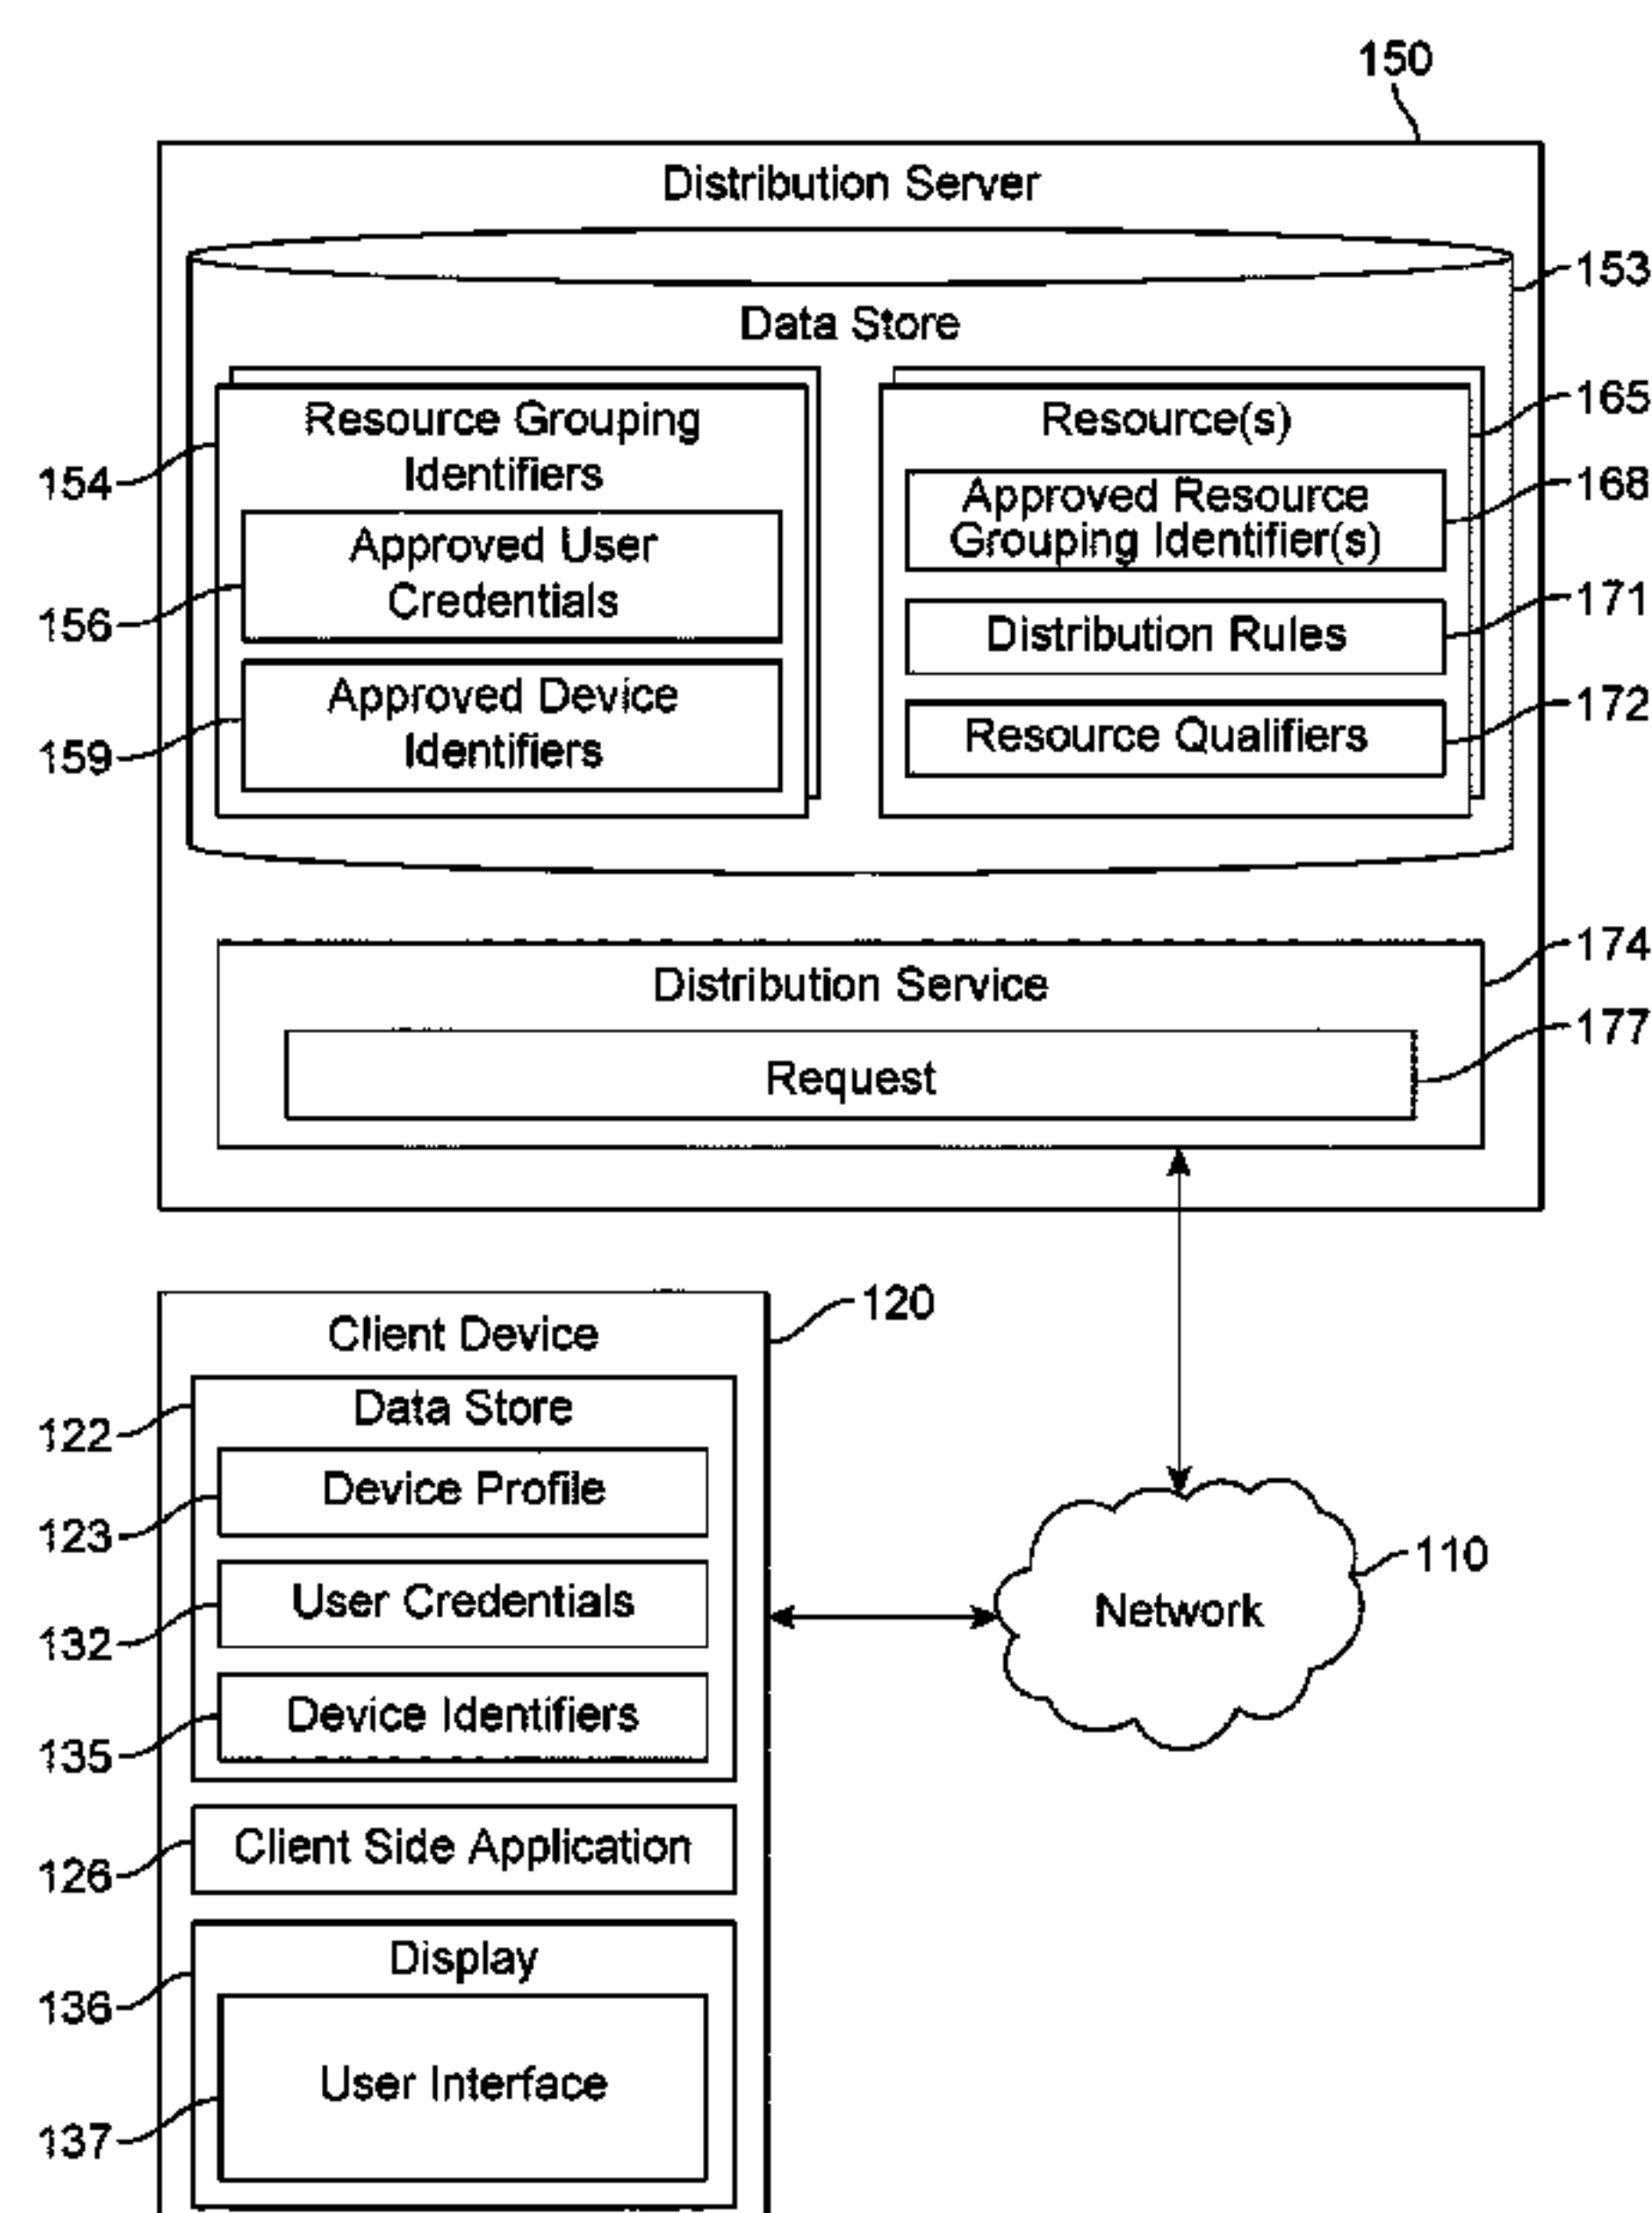 150
Distribution Server
153
Data Store
Resource Grouping
Identifiers
154
Approved User
Credentials
156
Approved Device
Identifiers
159
Resource(s)
165
Approved Resource
Grouping Identifier(s)
168
Distribution Rules
171
Resource Qualifiers
172
Distribution Service
174
Request
177
Client Device
120
Data Store
122
Device Profile
123
User Credentials
132
Device Identifiers
135
Client Side Application
126
Display
136
User Interface
137
Network
110